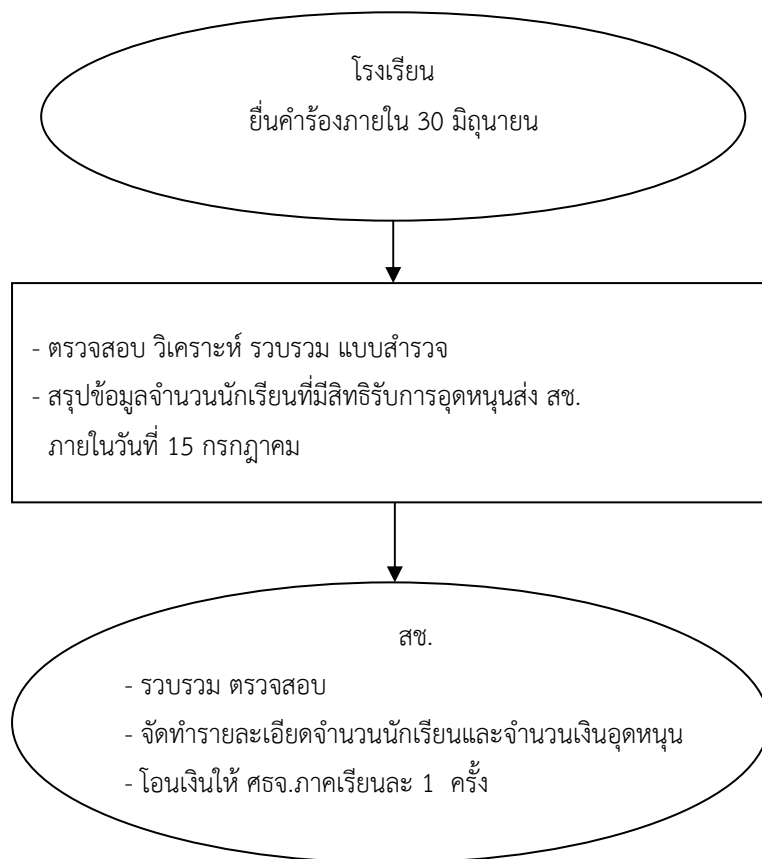 โรงเรียน
ยื่นคำร้องภายใน 30 มิถุนายน
- ตรวจสอบ วิเคราะห์ รวบรวม แบบสำรวจ
- สรุปข้อมูลจำนวนนักเรียนที่มีสิทธิรับการอุดหนุนส่ง สช.
ภายในวันที่ 15 กรกฎาคม
สช.
- รวบรวม ตรวจสอบ
- จัดทำรายละเอียดจำนวนนักเรียนและจำนวนเงินอุดหนุน
- โอนเงินให้ ศธจ.ภาคเรียนละ 1 ครั้ง